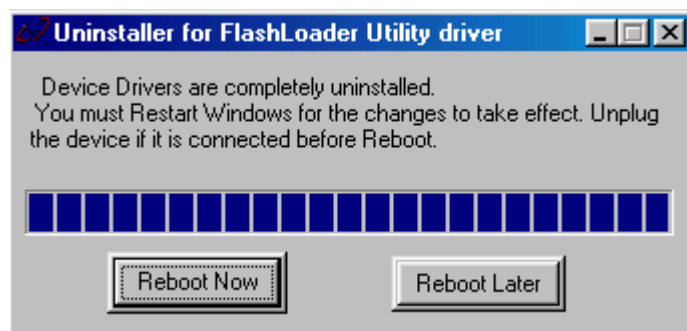 Uninstaller for FlashLoader Utility driver
Device Drivers are completely uninstalled.
You must Restart Windows for the changes to take effect. Unplug
the device if it is connected before Reboot.
Reboot Now
Reboot Later